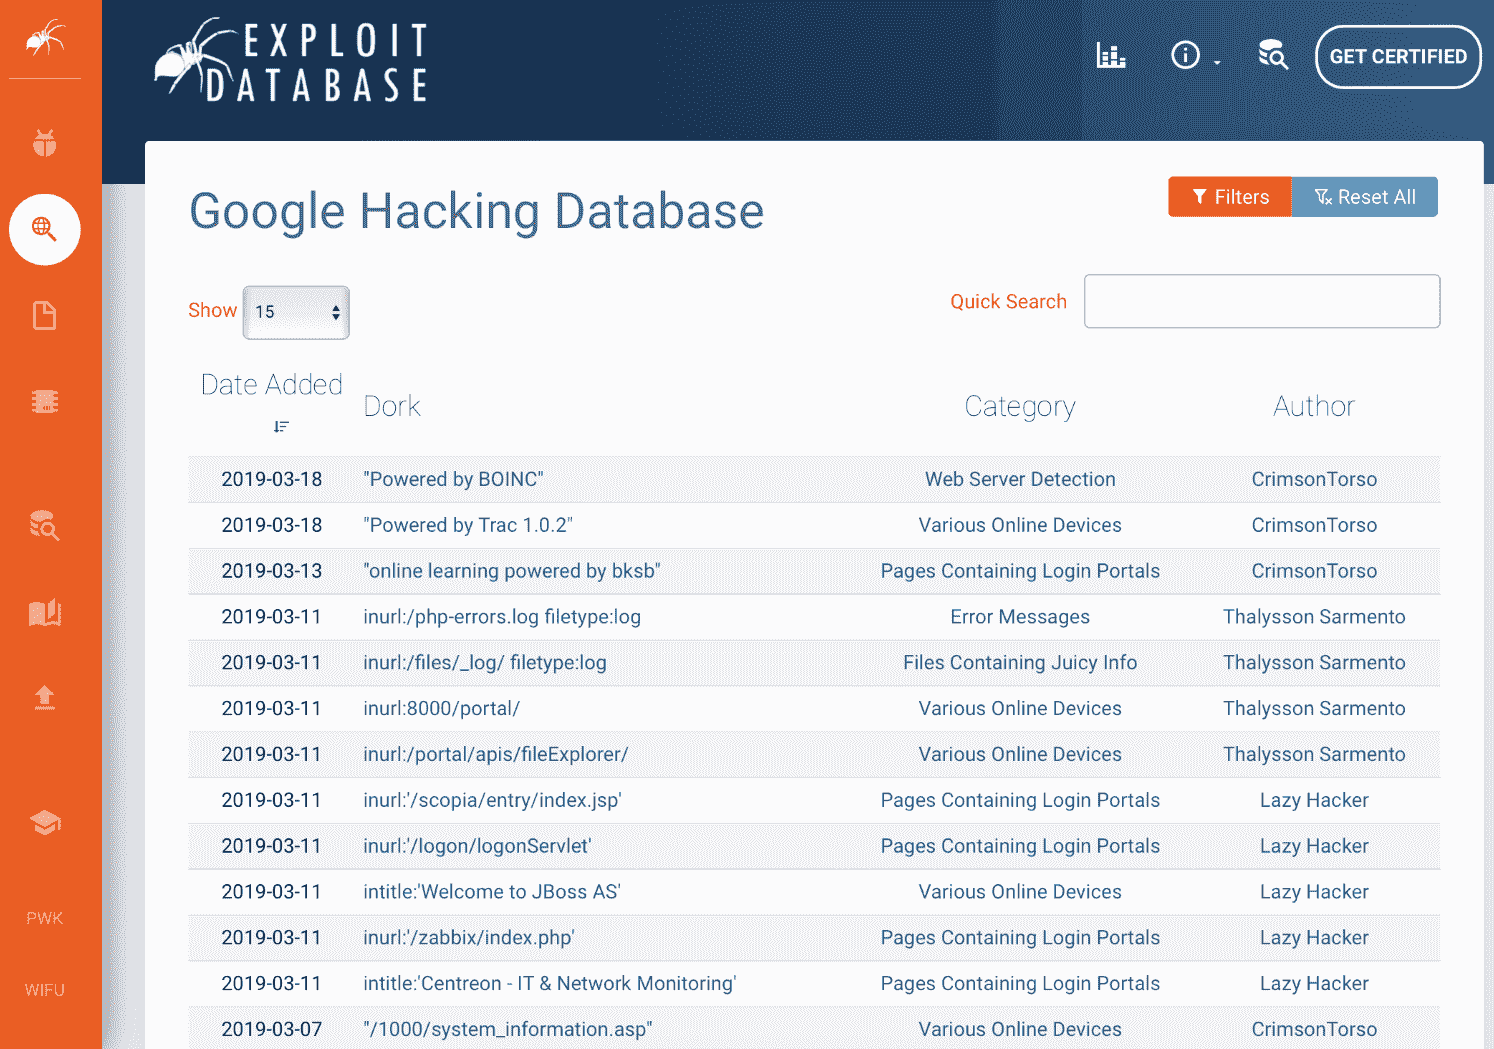 EXPLOIT
DATABASE
GET CERTIFIED
Google Hacking Database
Filters
Reset All
Show 15
Quick Search
Date Added Dork Category Author
2019-03-18 "Powered by BOINC" Web Server Detection CrimsonTorso
2019-03-18 "Powered by Trac 1.0.2" Various Online Devices CrimsonTorso
2019-03-13 "online learning powered by bksb" Pages Containing Login Portals CrimsonTorso
2019-03-11 inurl:/php-errors.log filetype:log Error Messages Thalysson Sarmento
2019-03-11 inurl:/files/_log/ filetype:log Files Containing Juicy Info Thalysson Sarmento
2019-03-11 inurl:8000/portal/ Various Online Devices Thalysson Sarmento
2019-03-11 inurl:/portal/apis/fileExplorer/ Various Online Devices Thalysson Sarmento
2019-03-11 inurl:'/scopia/entry/index.jsp' Pages Containing Login Portals Lazy Hacker
2019-03-11 inurl:'/logon/logonServlet' Pages Containing Login Portals Lazy Hacker
2019-03-11 intitle:'Welcome to JBoss AS' Various Online Devices Lazy Hacker
2019-03-11 inurl:'/zabbix/index.php' Pages Containing Login Portals Lazy Hacker
2019-03-11 intitle:'Centreon - IT & Network Monitoring' Pages Containing Login Portals Lazy Hacker
2019-03-07 "/1000/system_information.asp" Various Online Devices CrimsonTorso
PWK
WIFU